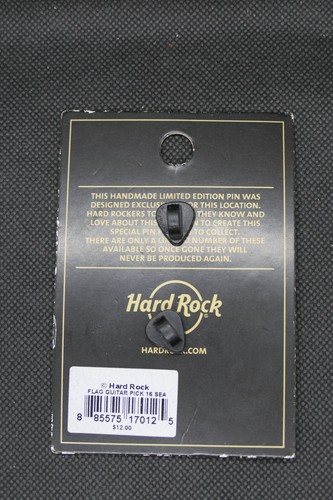 THIS HANDMADE LIMITED EDITION PIN WAS
DESIGNED EXCLUS FOR THIS LOCATION.
HARD ROCKERS TO THEY KNOW AND
LOVE ABOUT THE N TO CREATE THIS
SPECIAL PIN TO COLLECT.
THERE ARE ONLY A L D NUMBER OF THESE
AVAILABLE SO ONCE GONE THEY WILL
NEVER BE PRODUCED AGAIN.
Hard Rock
®
HARDR .COM
© Hard Rock
FLAG GUITAR PICK 16 SEA
8 85575 17012 5
$12.00